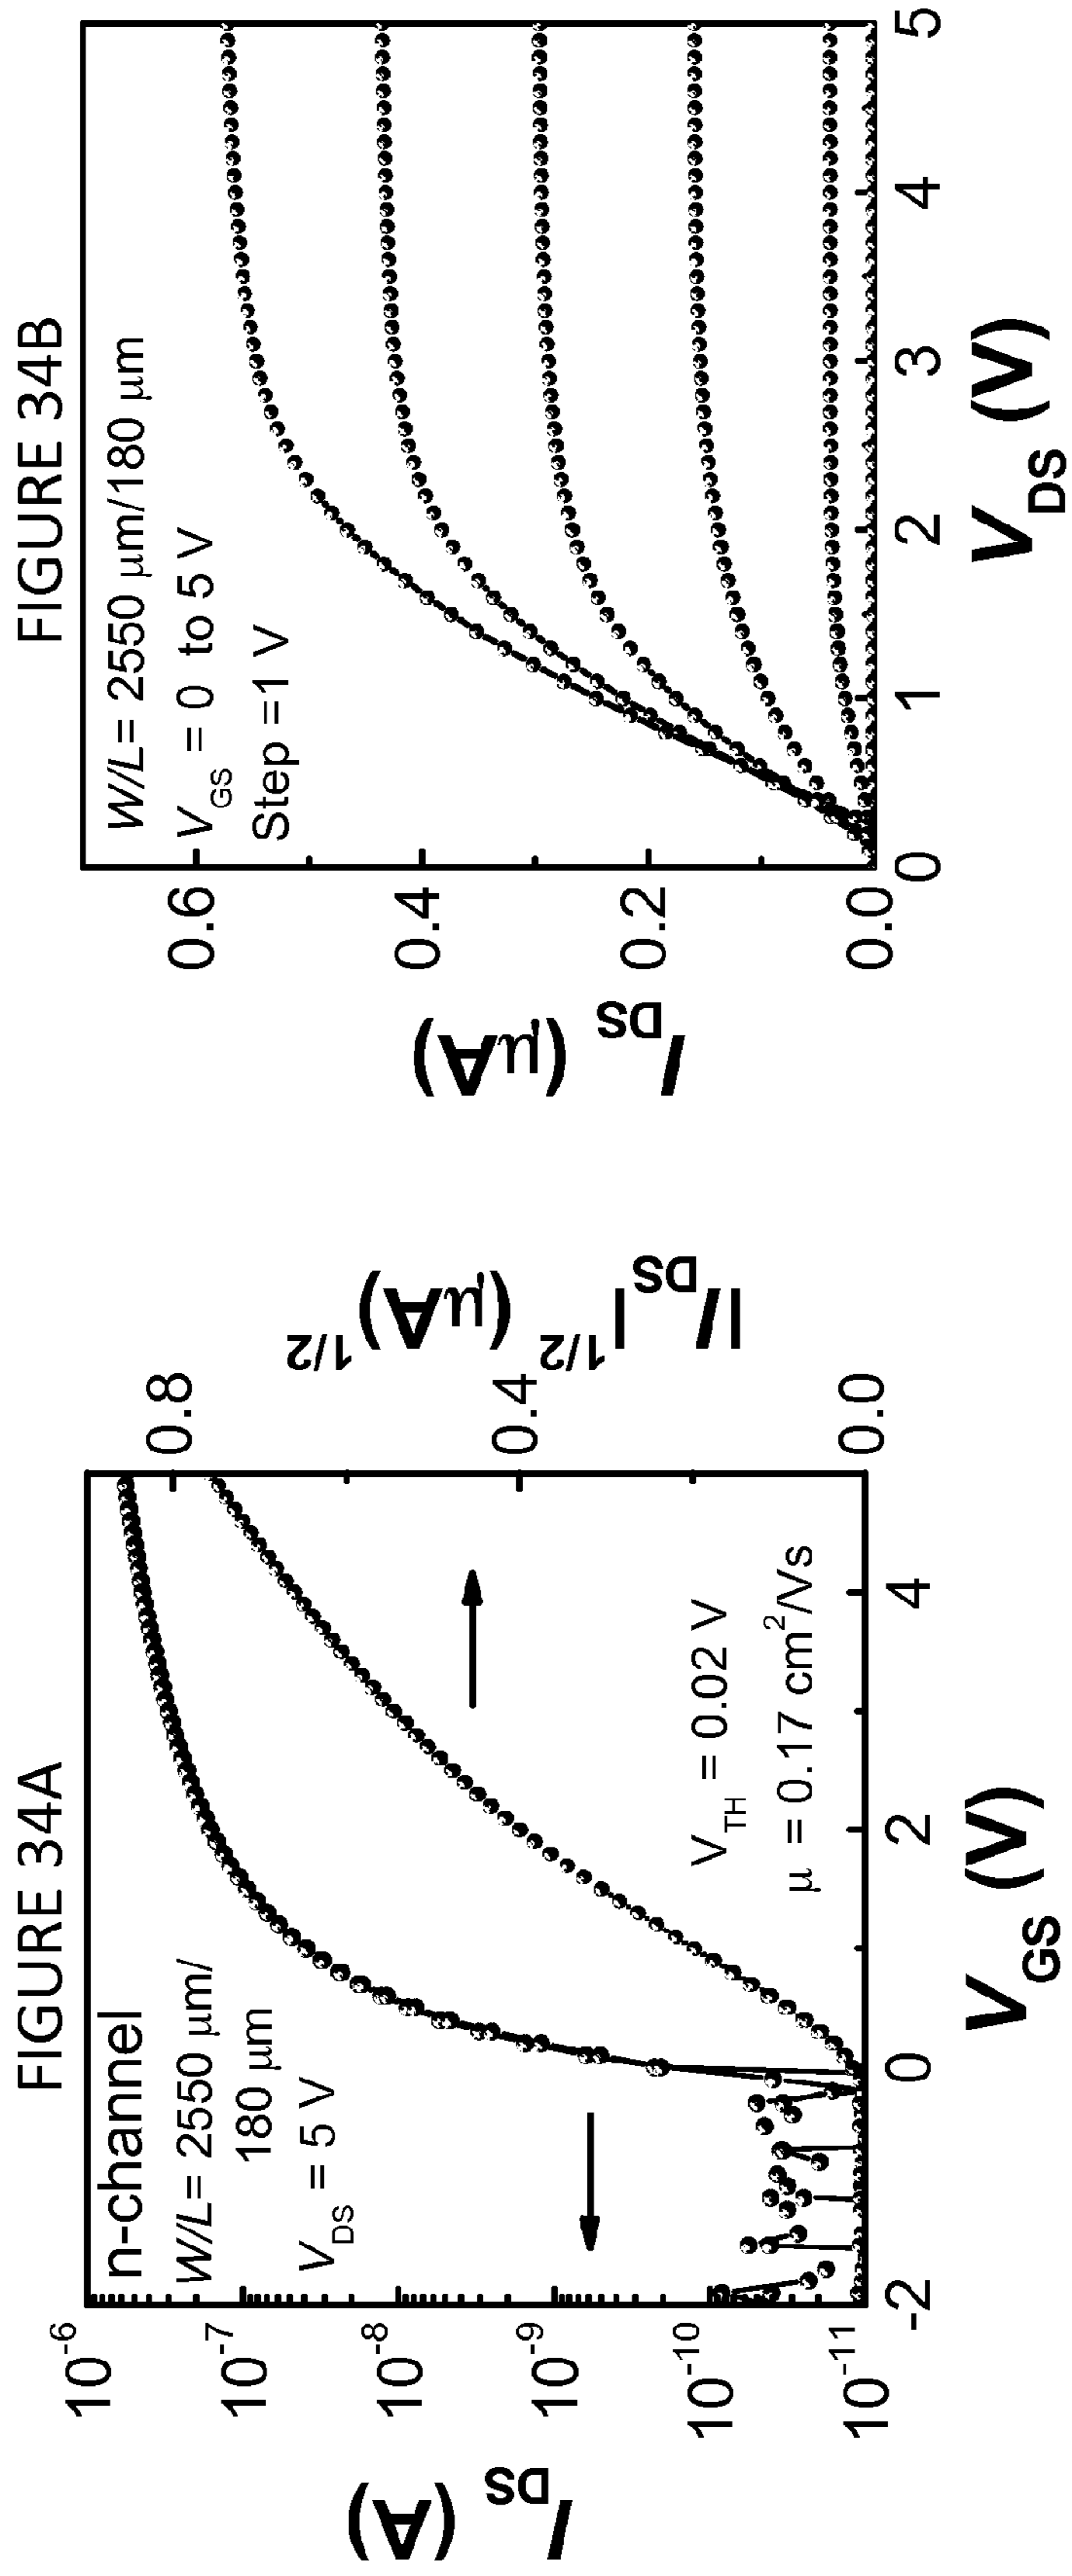 FIGURE 34A
n-channel
W/L= 2550 μm/
180 μm
V_DS = 5 V
V_TH = 0.02 V
μ = 0.17 cm²/Vs
10⁻⁶
10⁻⁷
10⁻⁸
10⁻⁹
10⁻¹⁰
10⁻¹¹
I_DS (A)
0.8
0.4
0.0
|I_DS|^1/2 (μA)^1/2
-2 0 2 4
V_GS (V)
FIGURE 34B
W/L= 2550 μm/180 μm
V_GS = 0 to 5 V
Step =1 V
0.6
0.4
0.2
0.0
I_DS (μA)
0 1 2 3 4 5
V_DS (V)